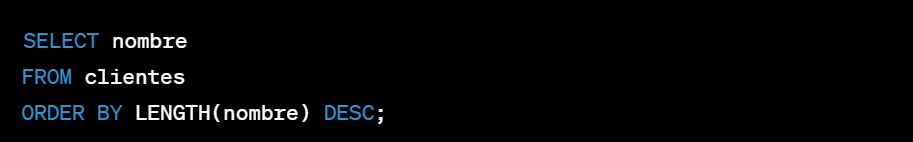 SELECT nombre
FROM clientes
ORDER BY LENGTH(nombre) DESC;